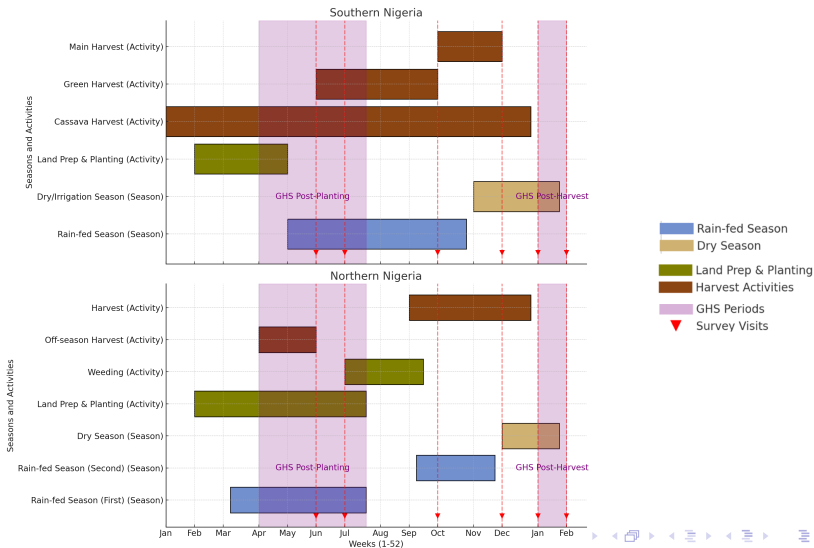 Southern Nigeria
Seasons and Activities
Main Harvest (Activity)
Green Harvest (Activity)
Cassava Harvest (Activity)
Land Prep & Planting (Activity)
Dry/Irrigation Season (Season)
GHS Post-Planting
GHS Post-Harvest
Rain-fed Season (Season)
Northern Nigeria
Seasons and Activities
Harvest (Activity)
Off-season Harvest (Activity)
Weeding (Activity)
Land Prep & Planting (Activity)
Dry Season (Season)
Rain-fed Season (Second) (Season)
GHS Post-Planting
GHS Post-Harvest
Rain-fed Season (First) (Season)
Jan Feb Mar Apr May Jun Jul Aug Sep Oct Nov Dec Jan Feb
Weeks (1-52)
Rain-fed Season
Dry Season
Land Prep & Planting
Harvest Activities
GHS Periods
Survey Visits